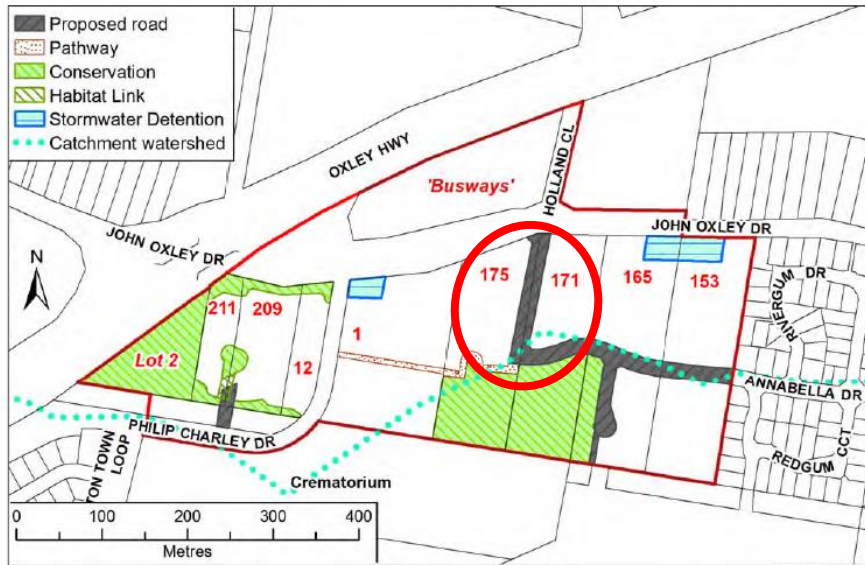 Proposed road
Pathway
Conservation
Habitat Link
Stormwater Detention
Catchment watershed
OXLEY HWY
'Busways'
HOLLAND CL
JOHN OXLEY DR
JOHN OXLEY DR
N
175
171
165
153
RIVERGUM DR
211
209
1
Lot 2
12
ANNABELLA DR
PHILIP CHARLEY DR
TON TOWN
LOOP
REDGUM CCT
Crematorium
0 100 200 300 400
Metres